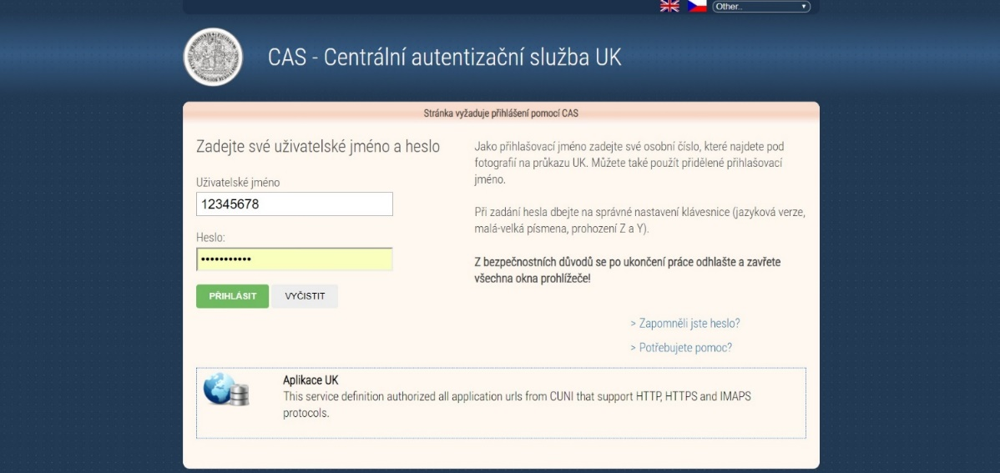 Other..
CAS - Centrální autentizační služba UK
Stránka vyžaduje přihlášení pomocí CAS
Zadejte své uživatelské jméno a heslo
Uživatelské jméno
12345678
Heslo:
•••••••••••
PŘIHLÁSIT VYČISTIT
Jako přihlašovací jméno zadejte své osobní číslo, které najdete pod
fotografií na průkazu UK. Můžete také použít přidělené přihlašovací
jméno.
Při zadání hesla dbejte na správné nastavení klávesnice (jazyková verze,
malá-velká písmena, prohození Z a Y).
Z bezpečnostních důvodů se po ukončení práce odhlašte a zavřete
všechna okna prohlížeče!
> Zapomněli jste heslo?
> Potřebujete pomoc?
Aplikace UK
This service definition authorized all application urls from CUNI that support HTTP, HTTPS and IMAPS
protocols.